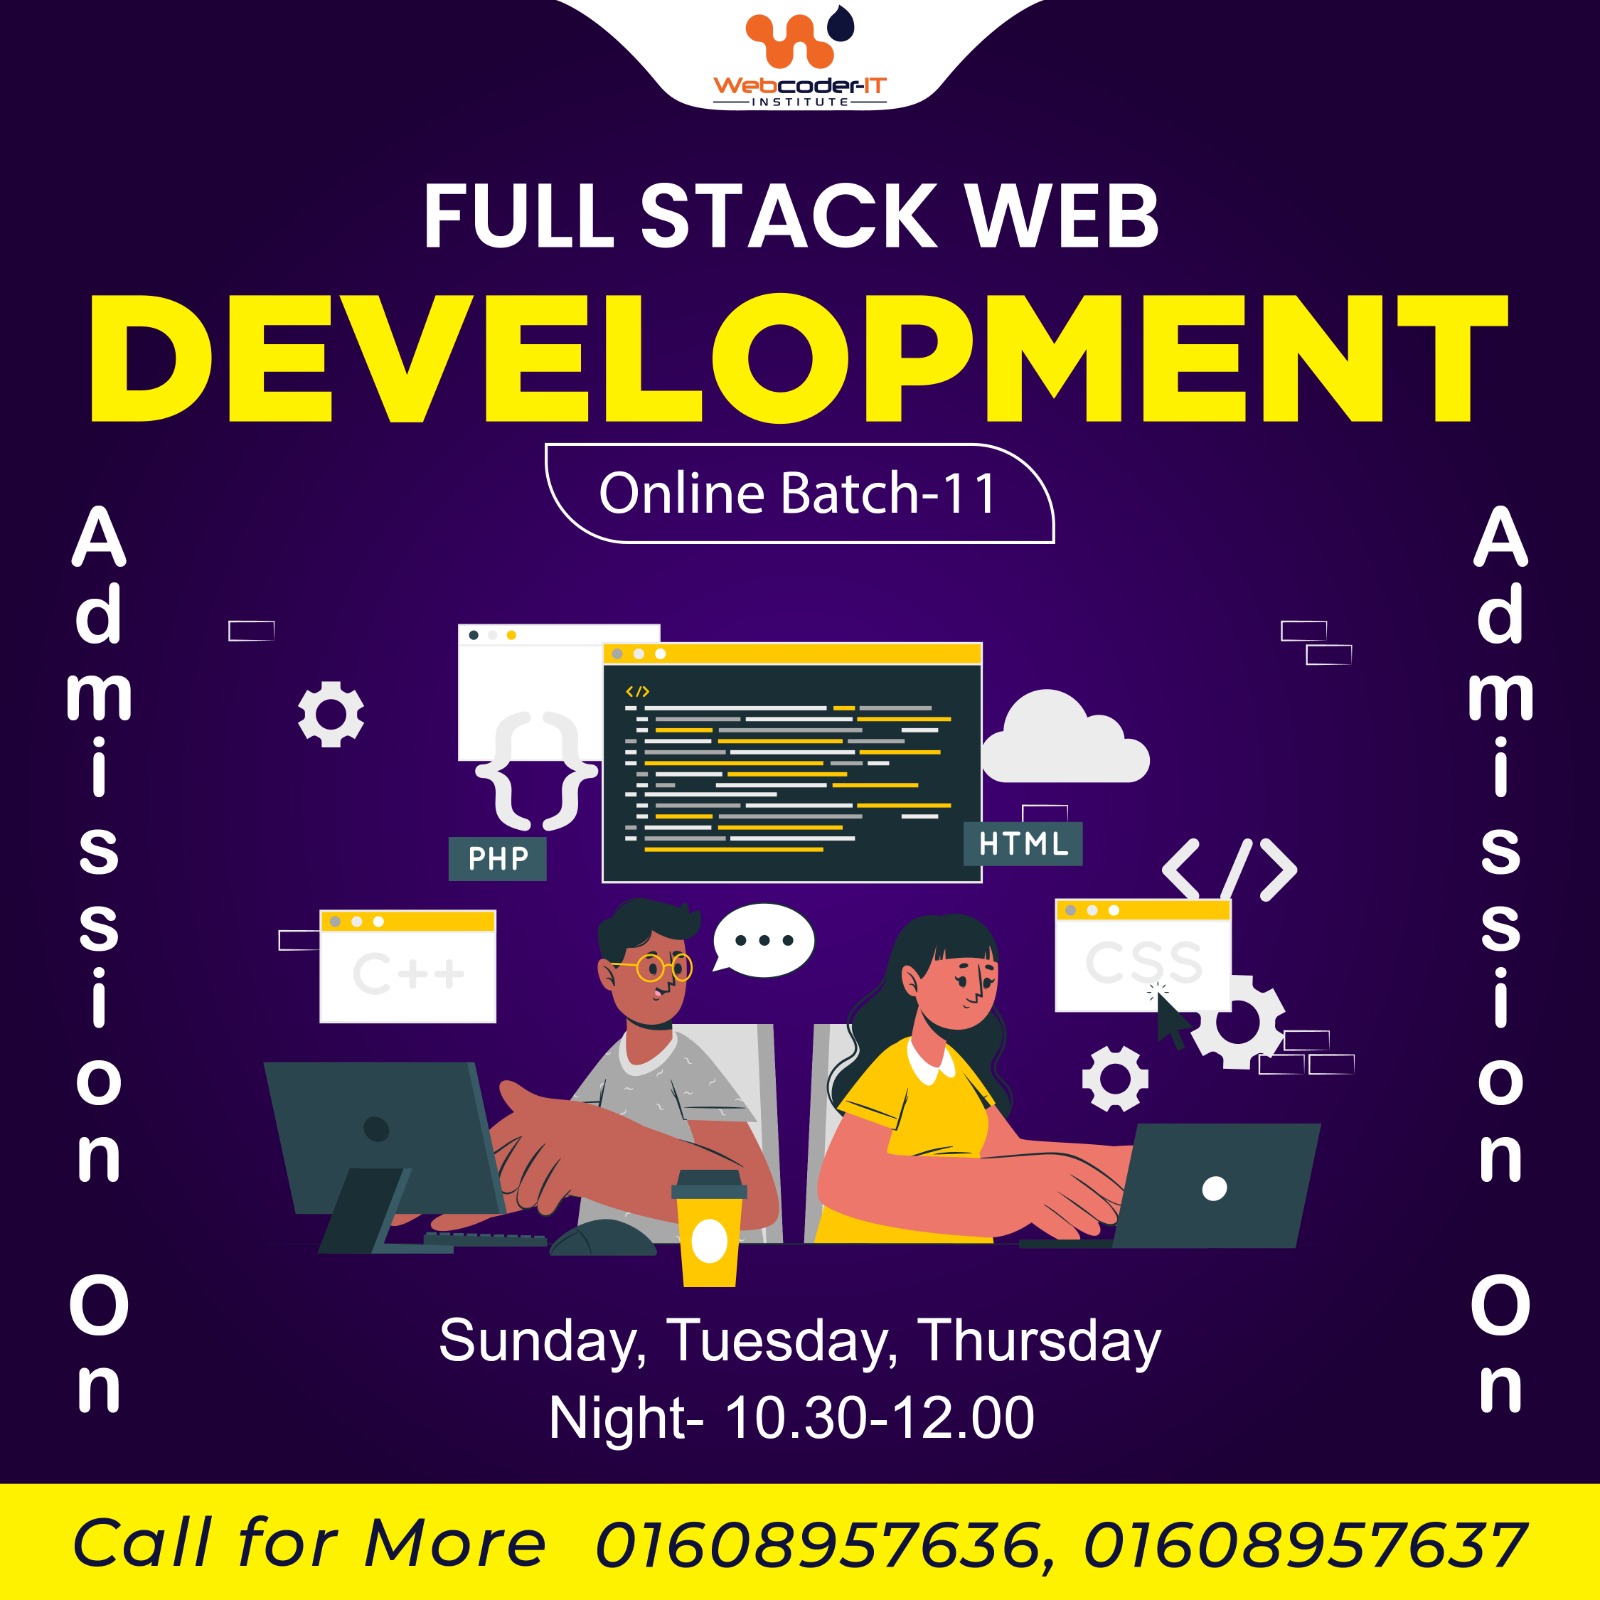 Webcoder-IT
INSTITUTE
FULL STACK WEB
DEVELOPMENT
Online Batch-11
Admission On
Admission On
</>
{}
PHP
HTML
</>
C++
CSS
Sunday, Tuesday, Thursday
Night- 10.30-12.00
Call for More 01608957636, 01608957637